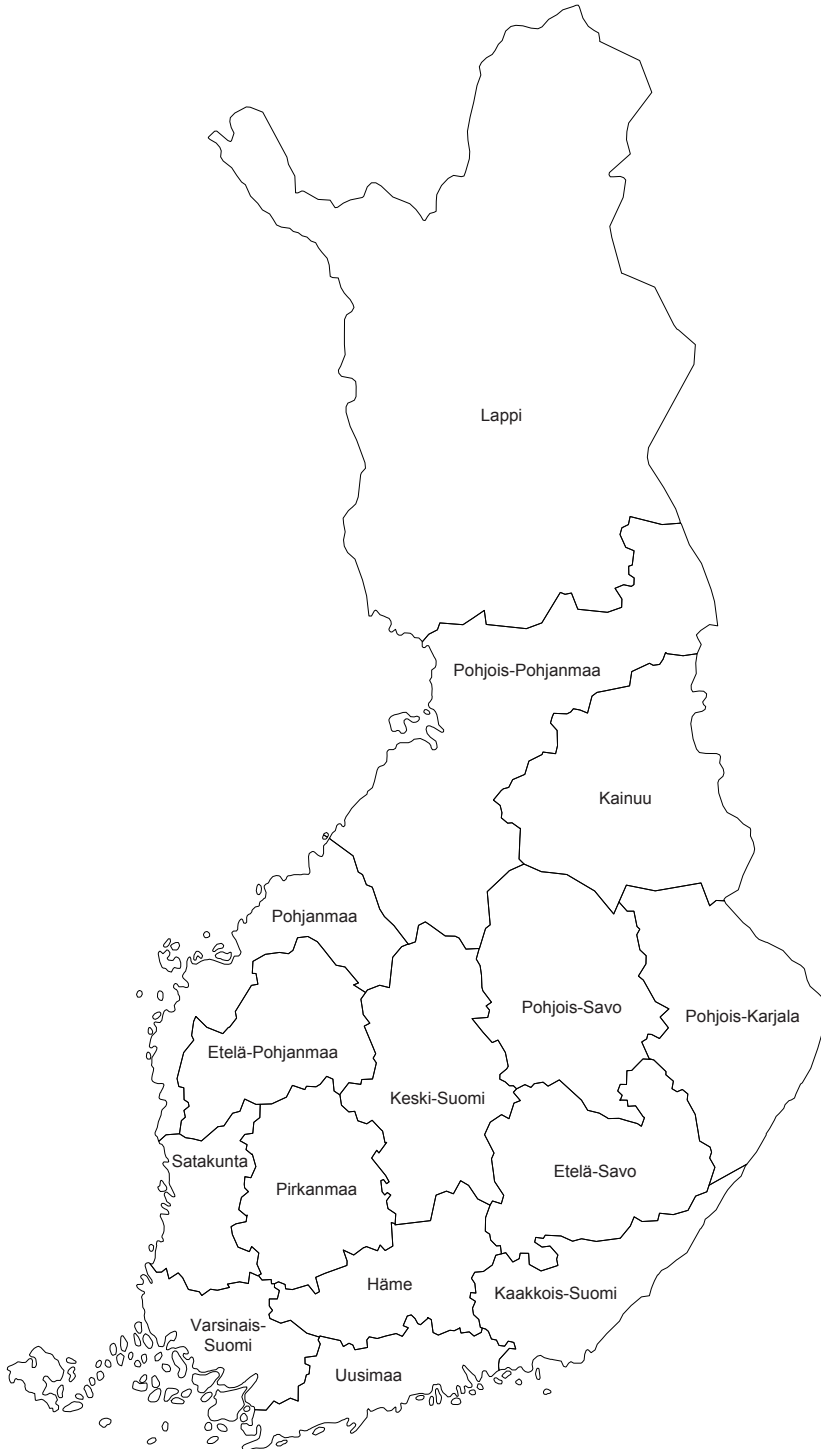 Lappi
Pohjois-Pohjanmaa
Kainuu
Pohjanmaa
Pohjois-Savo
Pohjois-Karjala
Etelä-Pohjanmaa
Keski-Suomi
Satakunta
Etelä-Savo
Pirkanmaa
Häme
Kaakkois-Suomi
Varsinais-
Suomi
Uusimaa